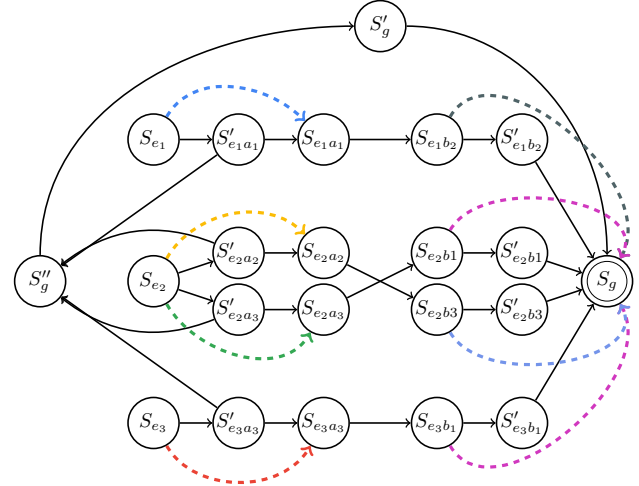 S′_g
S_{e_1} S′_{e_1a_1} S_{e_1a_1} S_{e_1b_2} S′_{e_1b_2}
S′_{e_2a_2} S_{e_2a_2} S_{e_2b1} S′_{e_2b1}
S″_g S_{e_2} S_g
S′_{e_2a_3} S_{e_2a_3} S_{e_2b3} S′_{e_2b3}
S_{e_3} S′_{e_3a_3} S_{e_3a_3} S_{e_3b_1} S′_{e_3b_1}